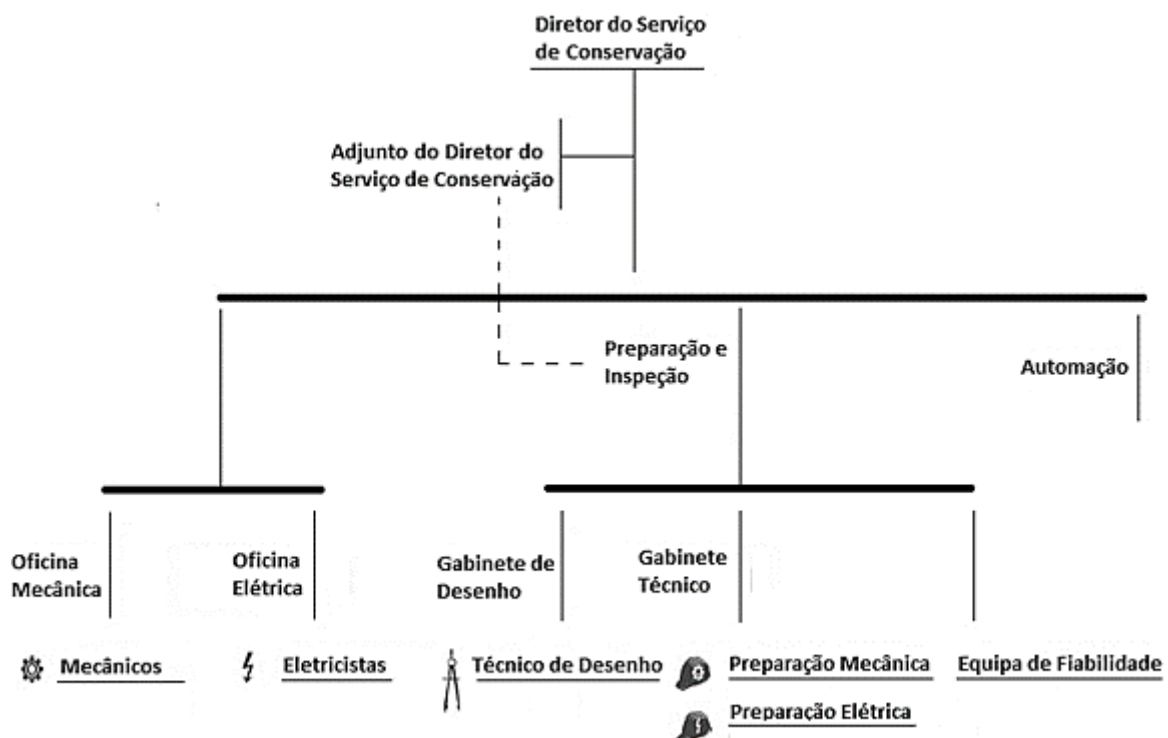 Diretor do Serviço
de Conservação
Adjunto do Diretor do
Serviço de Conservação
Preparação e
Inspeção
Automação
Oficina
Mecânica
Oficina
Elétrica
Gabinete de
Desenho
Gabinete
Técnico
Mecânicos
Eletricistas
Técnico de Desenho
Preparação Mecânica
Equipa de Fiabilidade
Preparação Elétrica